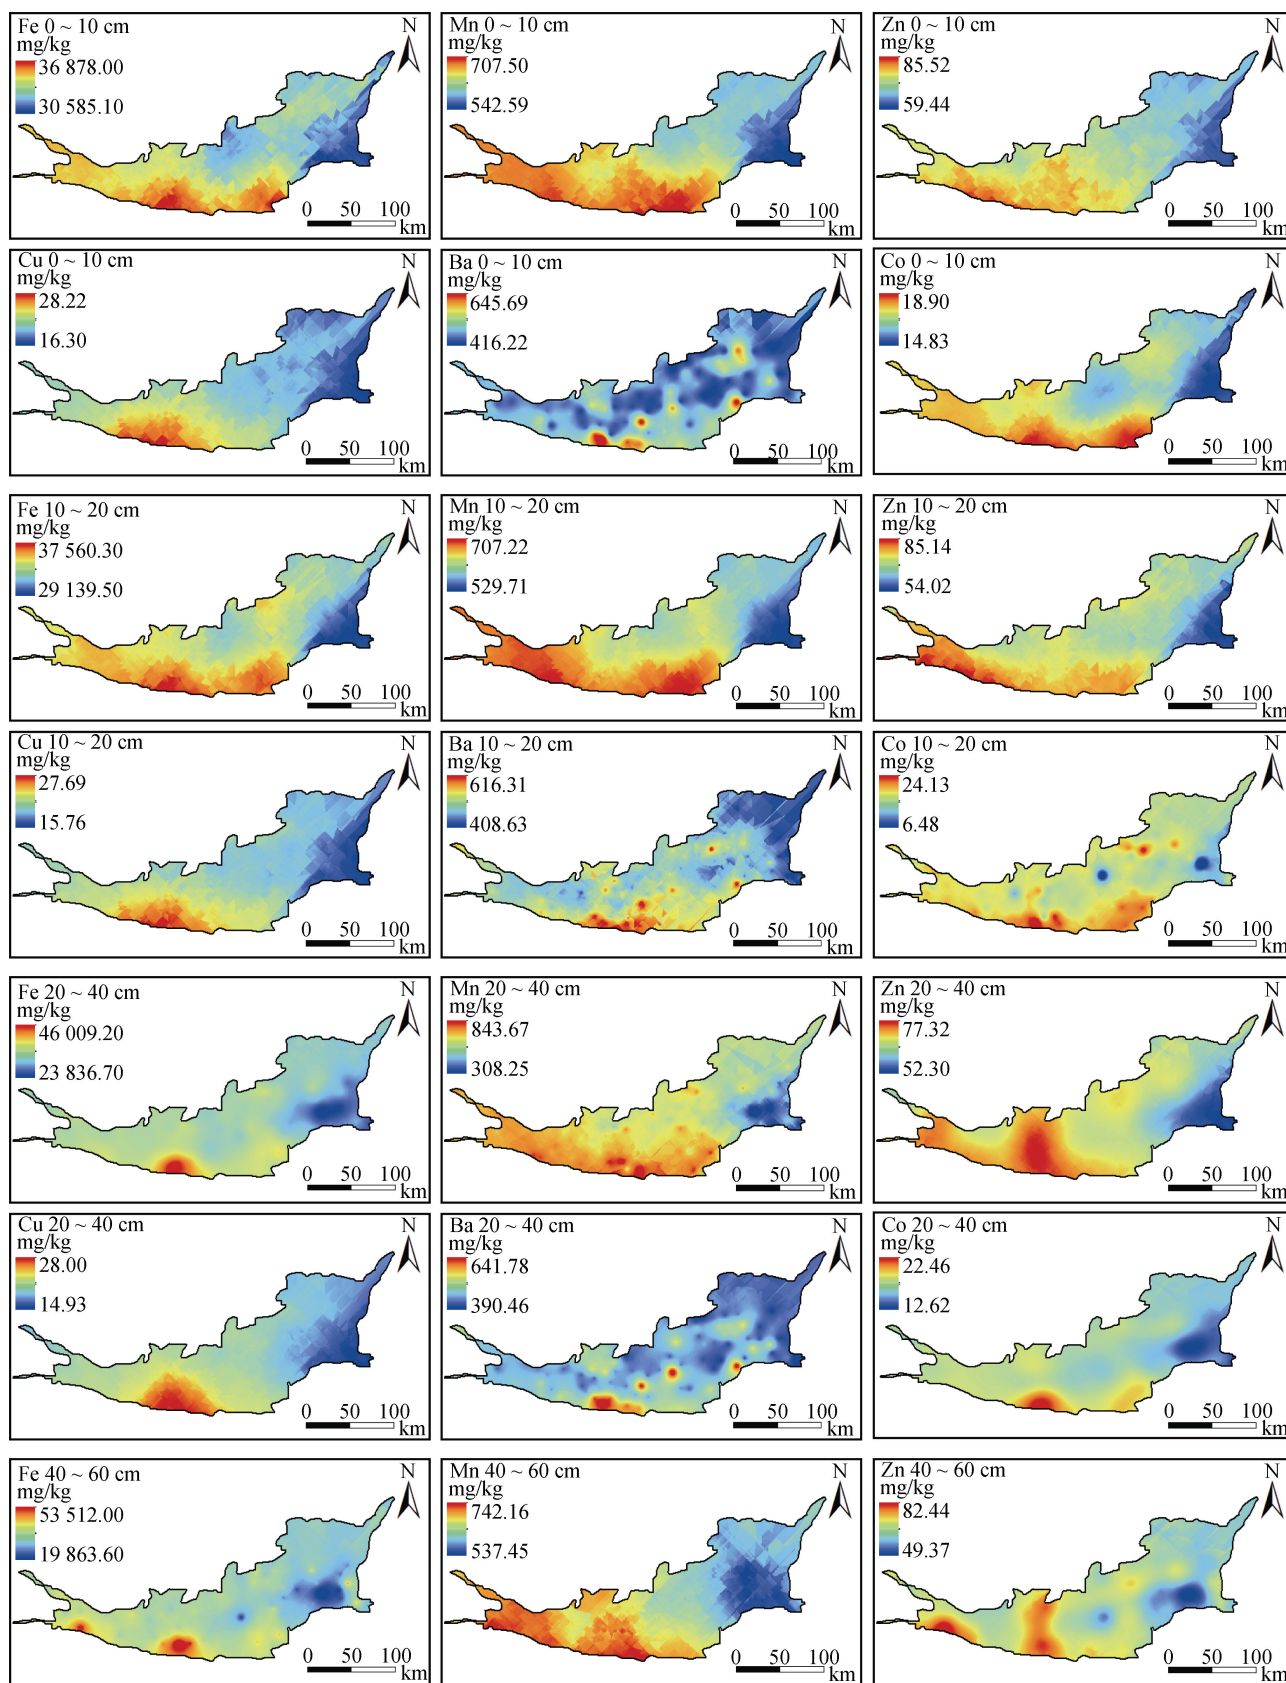 Fe 0 ~ 10 cm
mg/kg
36 878.00
30 585.10
N
0 50 100
km
Mn 0 ~ 10 cm
mg/kg
707.50
542.59
N
0 50 100
km
Zn 0 ~ 10 cm
mg/kg
85.52
59.44
N
0 50 100
km
Cu 0 ~ 10 cm
mg/kg
28.22
16.30
N
0 50 100
km
Ba 0 ~ 10 cm
mg/kg
645.69
416.22
N
0 50 100
km
Co 0 ~ 10 cm
mg/kg
18.90
14.83
N
0 50 100
km
Fe 10 ~ 20 cm
mg/kg
37 560.30
29 139.50
N
0 50 100
km
Mn 10 ~ 20 cm
mg/kg
707.22
529.71
N
0 50 100
km
Zn 10 ~ 20 cm
mg/kg
85.14
54.02
N
0 50 100
km
Cu 10 ~ 20 cm
mg/kg
27.69
15.76
N
0 50 100
km
Ba 10 ~ 20 cm
mg/kg
616.31
408.63
N
0 50 100
km
Co 10 ~ 20 cm
mg/kg
24.13
6.48
N
0 50 100
km
Fe 20 ~ 40 cm
mg/kg
46 009.20
23 836.70
N
0 50 100
km
Mn 20 ~ 40 cm
mg/kg
843.67
308.25
N
0 50 100
km
Zn 20 ~ 40 cm
mg/kg
77.32
52.30
N
0 50 100
km
Cu 20 ~ 40 cm
mg/kg
28.00
14.93
N
0 50 100
km
Ba 20 ~ 40 cm
mg/kg
641.78
390.46
N
0 50 100
km
Co 20 ~ 40 cm
mg/kg
22.46
12.62
N
0 50 100
km
Fe 40 ~ 60 cm
mg/kg
53 512.00
19 863.60
N
0 50 100
km
Mn 40 ~ 60 cm
mg/kg
742.16
537.45
N
0 50 100
km
Zn 40 ~ 60 cm
mg/kg
82.44
49.37
N
0 50 100
km